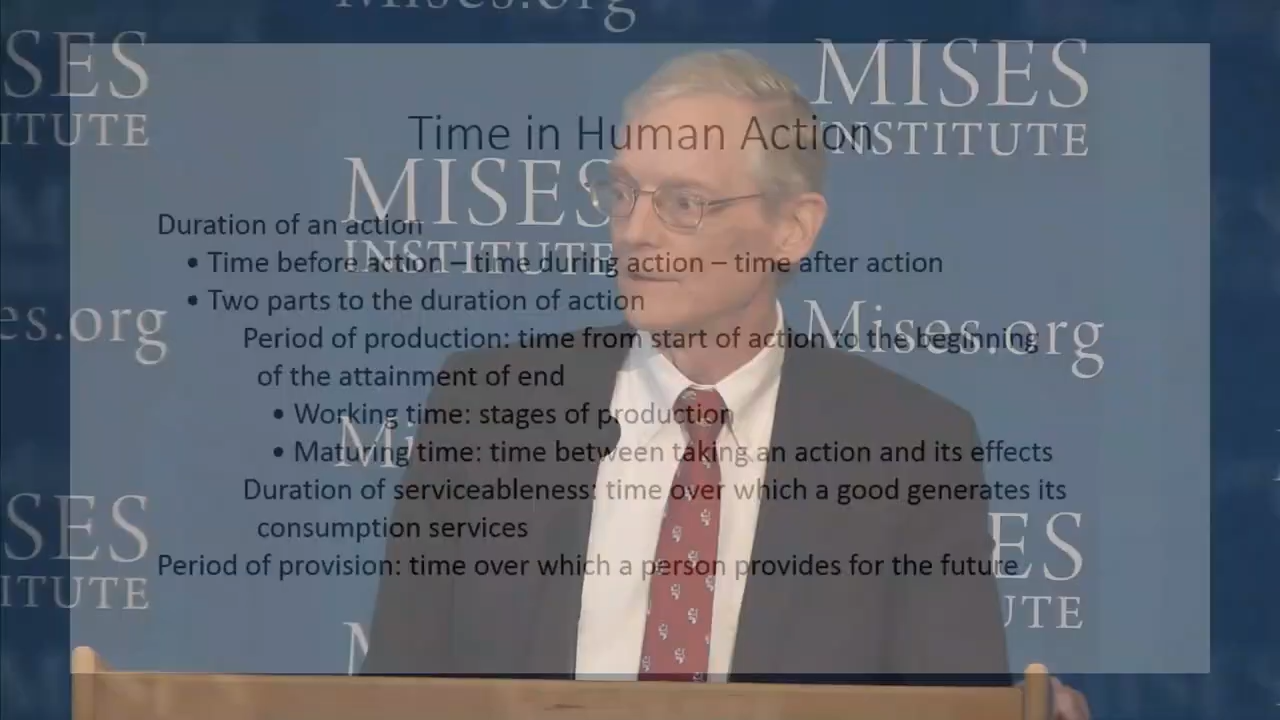 Mises.org
SES
ITUTE
MISES
INSTITUTE
Time in Human Action
MISES
INSTITUTE
Duration of an action
• Time before action – time during action – time after action
• Two parts to the duration of action
es.org
Mises.org
Period of production: time from start of action to the beginning
of the attainment of end
• Working time: stages of production
Mi
• Maturing time: time between taking an action and its effects
Duration of serviceableness: time over which a good generates its
consumption services
SES
ITUTE
ES
UTE
Period of provision: time over which a person provides for the future
M